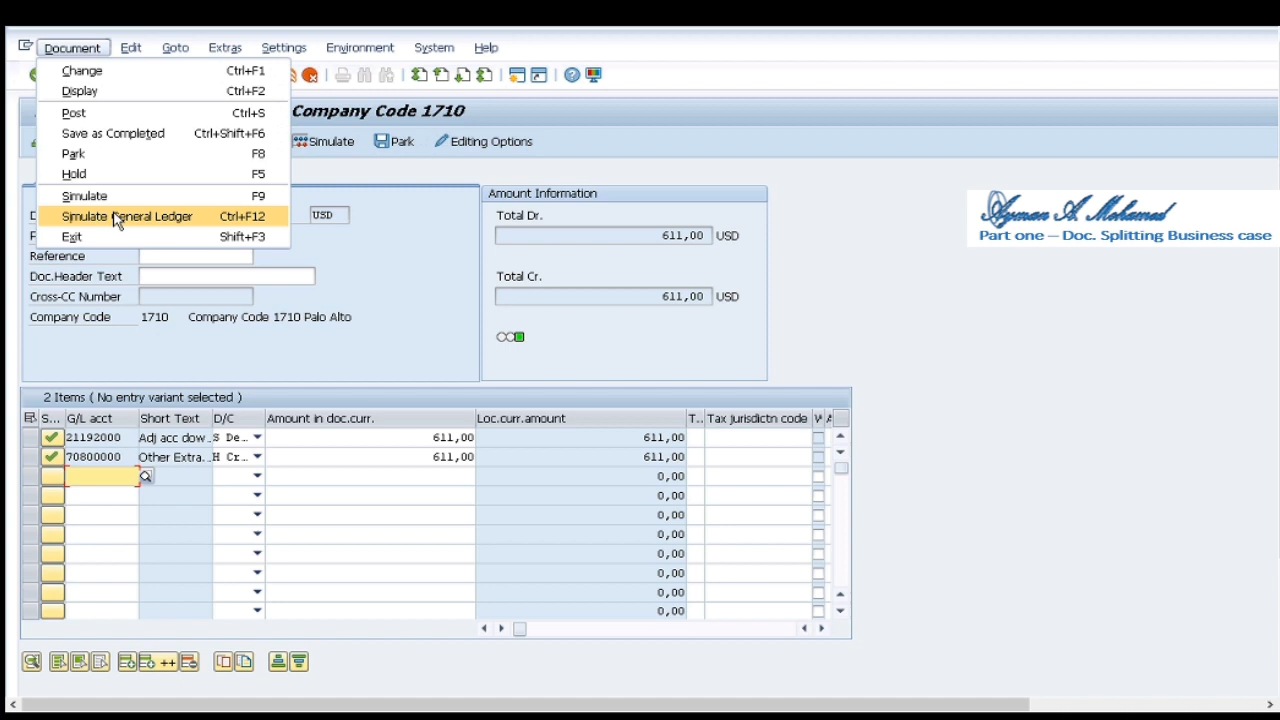 Document Edit Goto Extras Settings Environment System Help
Change Ctrl+F1
Display Ctrl+F2
Post Ctrl+S
Save as Completed Ctrl+Shift+F6
Park F8
Hold F5
Simulate F9
Simulate General Ledger Ctrl+F12
Exit Shift+F3
Company Code 1710
Simulate Park Editing Options
USD
Reference
Doc.Header Text
Cross-CC Number
Company Code 1710 Company Code 1710 Palo Alto
Amount Information
Total Dr.
611,00 USD
Total Cr.
611,00 USD
Ayman A. Mohamad
Part one – Doc. Splitting Business case
2 Items ( No entry variant selected )
S... G/L acct Short Text D/C Amount in doc.curr. Loc.curr.amount T.. Tax jurisdictn code
21192000 Adj acc dow.. S De... 611,00 611,00
70800000 Other Extra.. H Cr... 611,00 611,00
0,00
0,00
0,00
0,00
0,00
0,00
0,00
0,00